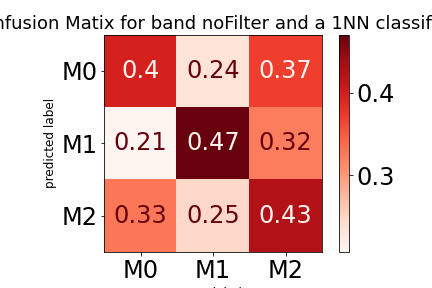 nfusion Matix for band noFilter and a 1NN classif
M0 0.4 0.24 0.37
M1 0.21 0.47 0.32
M2 0.33 0.25 0.43
M0 M1 M2
predicted label
0.4
0.3